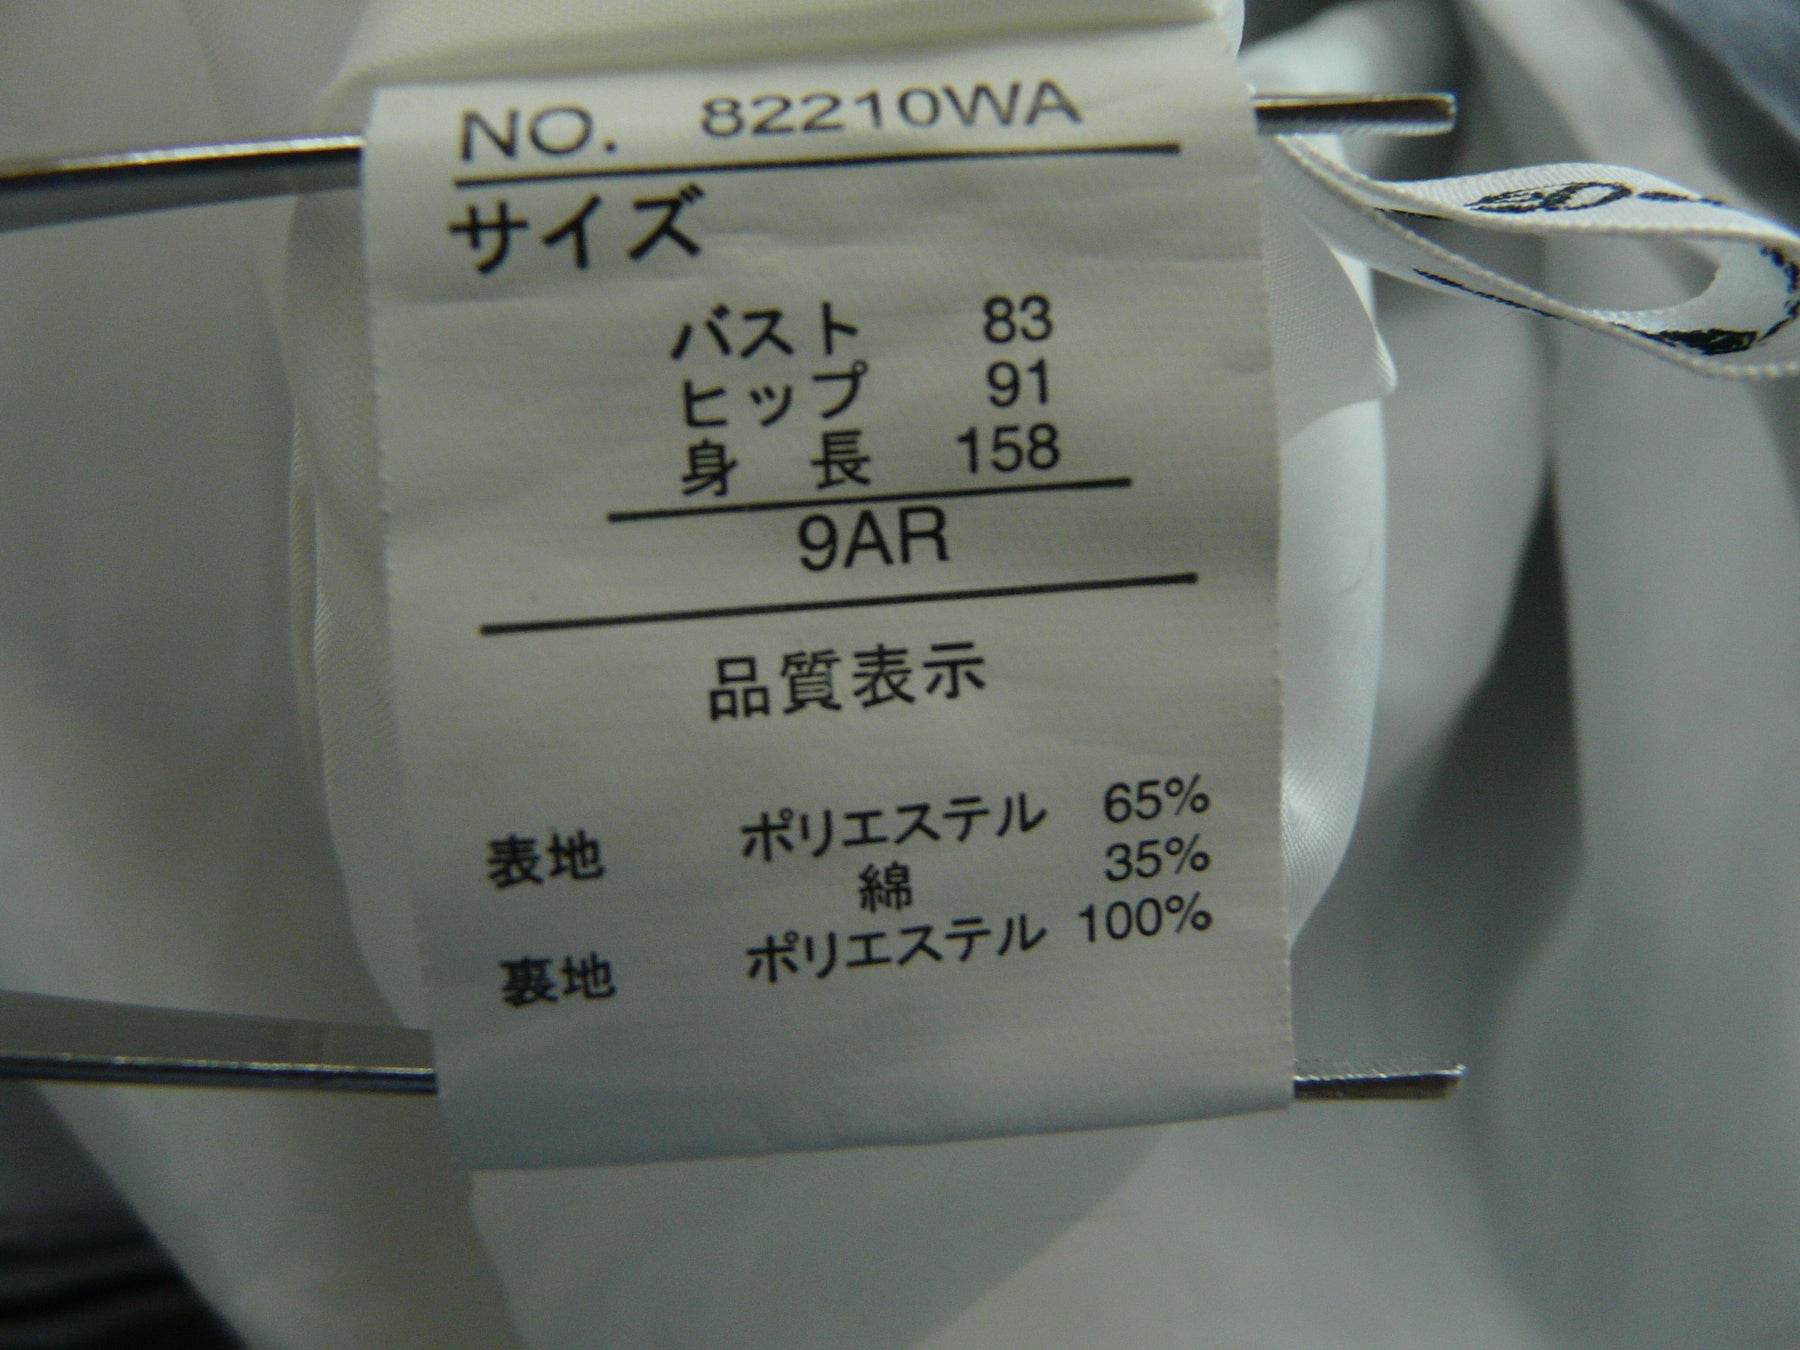 NO. 82210WA
サイズ
バスト 83
ヒップ 91
身長 158
9AR
品質表示
表地 ポリエステル 65%
綿 35%
裏地 ポリエステル 100%